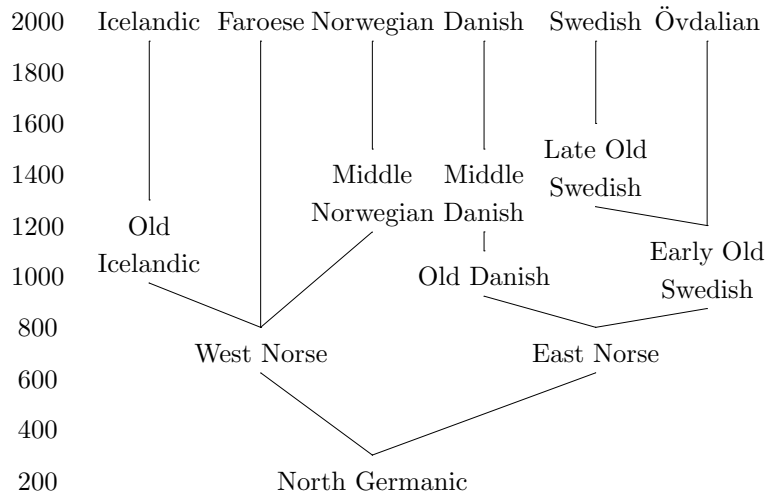 2000 Icelandic Faroese Norwegian Danish Swedish Övdalian
1800
1600
Late Old
1400 Middle Middle Swedish
1200 Norwegian Danish
Old
Icelandic
Early Old
1000 Old Danish Swedish
800
West Norse East Norse
600
400
200 North Germanic